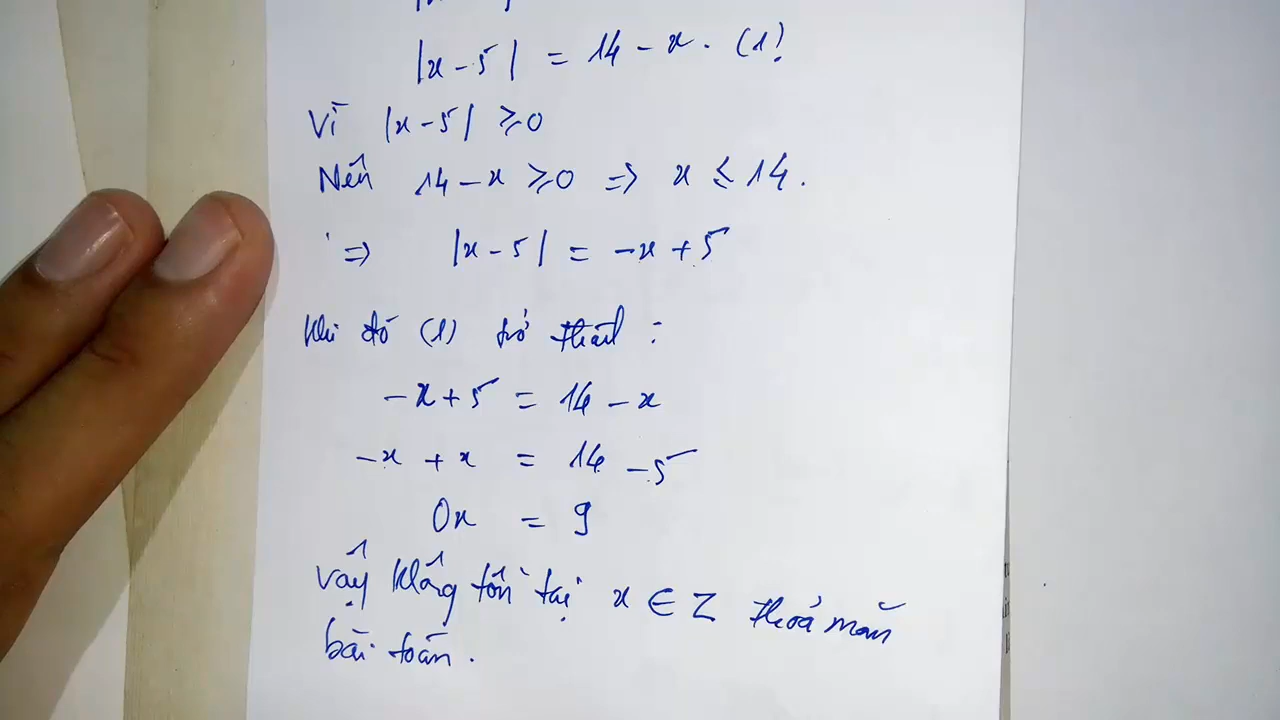 |x-5| = 14 - x. (1)
Vì |x-5| ≥ 0
Nên 14 - x ≥ 0 => x ≤ 14.
=> |x-5| = -x+5
Khi đó (1) trở thành :
-x+5 = 14 - x
-x + x = 14 - 5
0x = 9
Vậy không tồn tại x ∈ Z thoả mãn
bài toán.